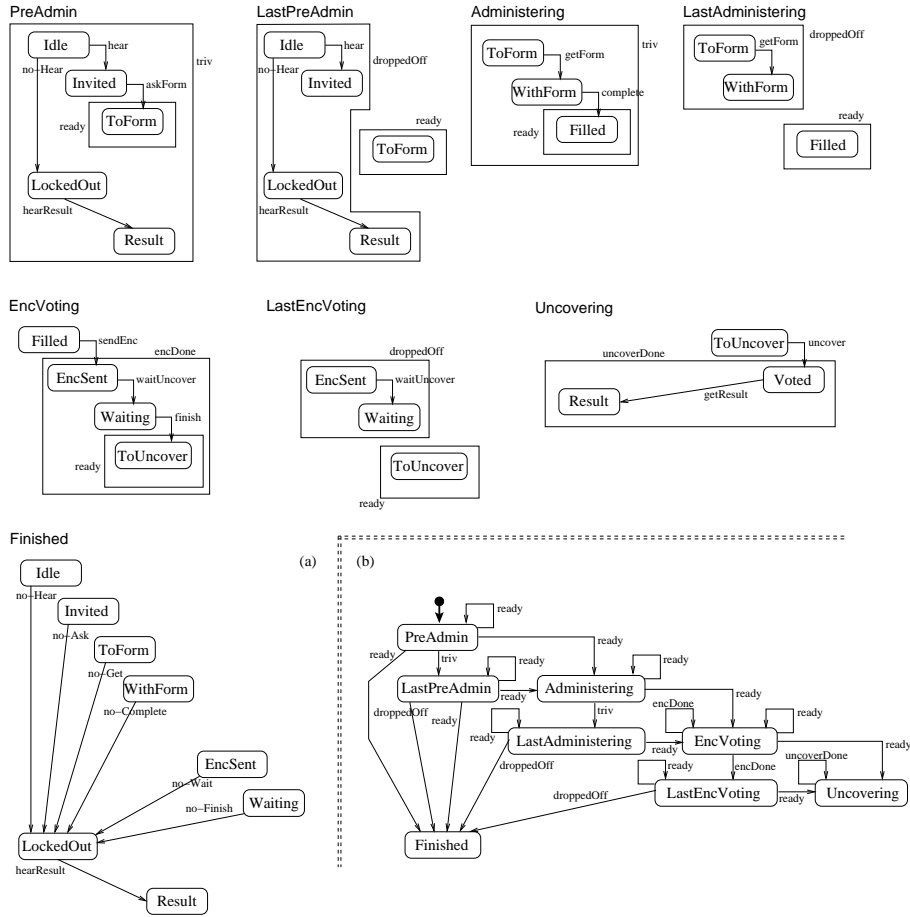 PreAdmin
Idle
hear
no-Hear
Invited
askForm
triv
ready
ToForm
LockedOut
hearResult
Result
LastPreAdmin
Idle
hear
no-Hear
droppedOff
Invited
ready
ToForm
LockedOut
hearResult
Result
Administering
ToForm
getForm
triv
WithForm
complete
ready
Filled
LastAdministering
ToForm
getForm
droppedOff
WithForm
ready
Filled
EncVoting
Filled
sendEnc
encDone
EncSent
waitUncover
Waiting
finish
ready
ToUncover
LastEncVoting
droppedOff
EncSent
waitUncover
Waiting
ToUncover
ready
Uncovering
ToUncover
uncover
uncoverDone
Voted
Result
getResult
Finished
Idle
no-Hear
Invited
no-Ask
ToForm
no-Get
WithForm
no-Complete
EncSent
no-Wait
Waiting
no-Finish
LockedOut
hearResult
Result
(a)
(b)
ready
PreAdmin
ready
triv
ready
ready
ready
LastPreAdmin
ready
Administering
droppedOff
ready
triv
ready
encDone
ready
ready
LastAdministering
ready
EncVoting
ready
droppedOff
ready
encDone
uncoverDone
droppedOff
LastEncVoting
ready
Uncovering
Finished